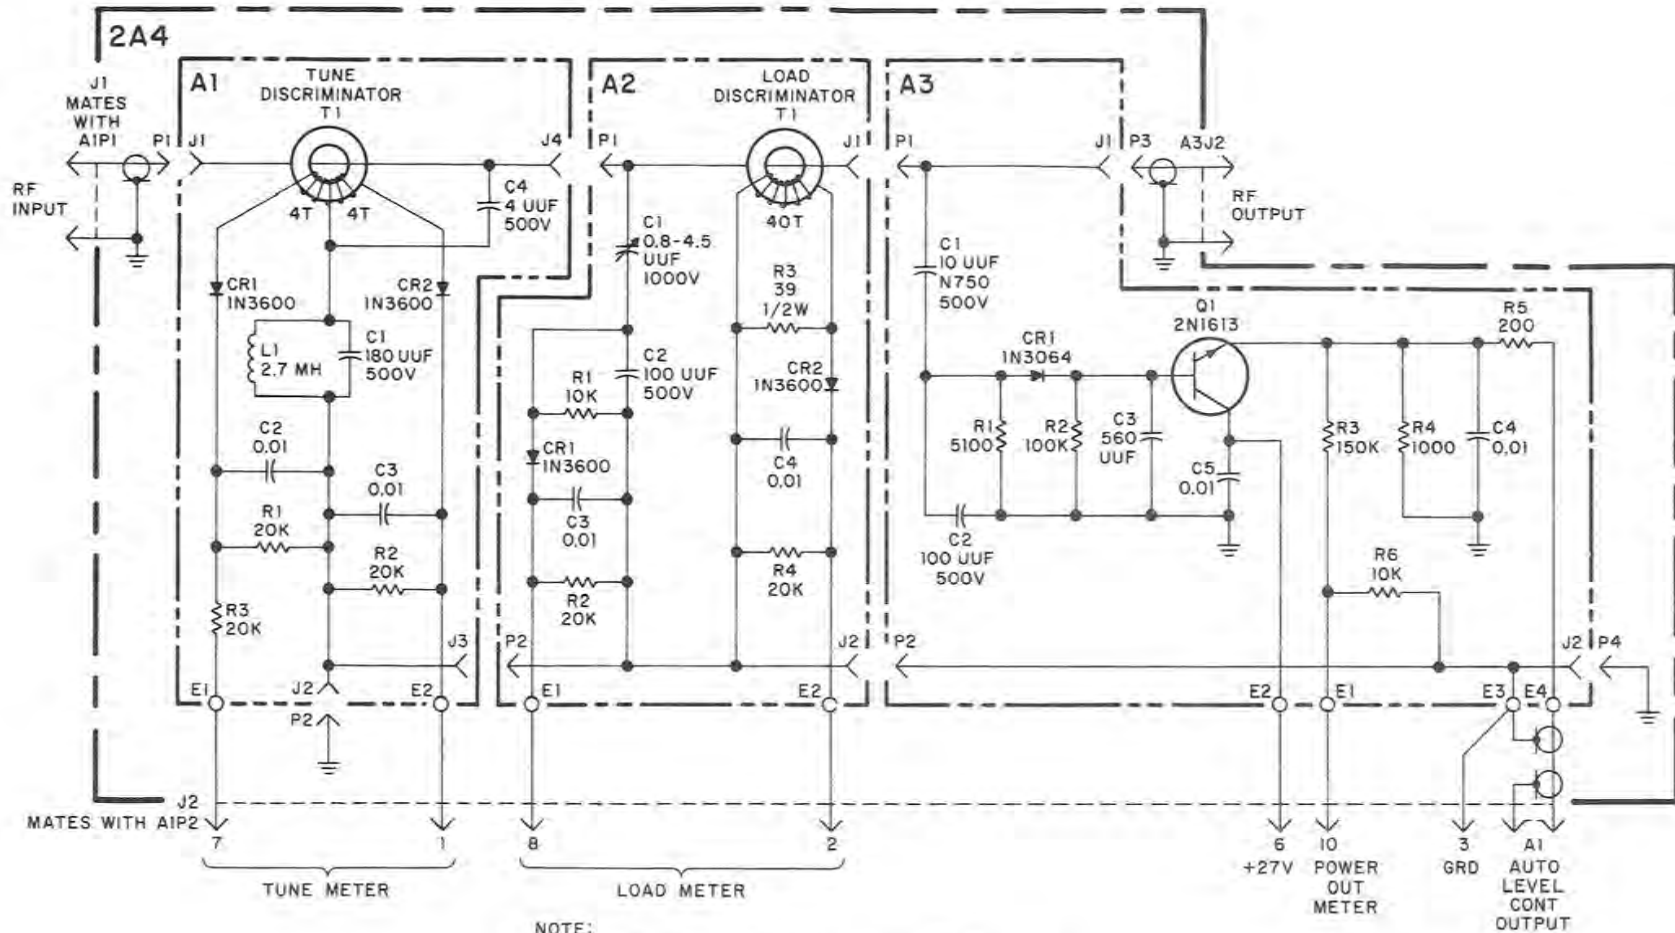 2A4
J1
MATES
WITH
A1P1
P1
J1
RF
INPUT
A1
TUNE
DISCRIMINATOR
T1
4T
4T
J4
C4
4 UUF
500V
CR1
1N3600
CR2
1N3600
L1
2.7 MH
C1
180 UUF
500V
C2
0.01
C3
0.01
R1
20K
R2
20K
R3
20K
J3
E1
J2
E2
P2
A2
LOAD
DISCRIMINATOR
T1
P1
J1
40T
C1
0.8-4.5
UUF
1000V
R3
39
1/2W
C2
100 UUF
500V
CR2
1N3600
R1
10K
CR1
1N3600
C4
0.01
C3
0.01
R2
20K
R4
20K
P2
J2
E1
E2
A3
P1
J1
P3
A3J2
RF
OUTPUT
C1
10 UUF
N750
500V
Q1
2N1613
R5
200
CR1
1N3064
R1
5100
R2
100K
C3
560
UUF
C5
0.01
R3
150K
R4
1000
C4
0.01
C2
100 UUF
500V
R6
10K
P2
J2
P4
E2
E1
E3
E4
J2
MATES WITH A1P2
7
1
8
2
6
10
3
A1
TUNE METER
LOAD METER
+27V
POWER
OUT
METER
GRD
AUTO
LEVEL
CONT
OUTPUT
NOTE: